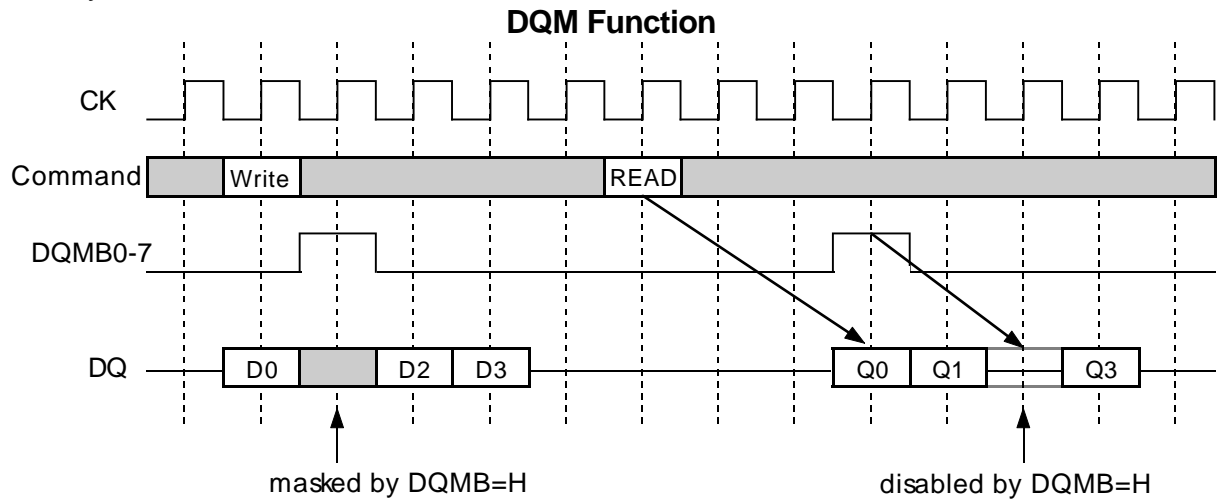 DQM Function
CK
Command Write READ
DQMB0-7
DQ D0 D2 D3 Q0 Q1 Q3
masked by DQMB=H disabled by DQMB=H